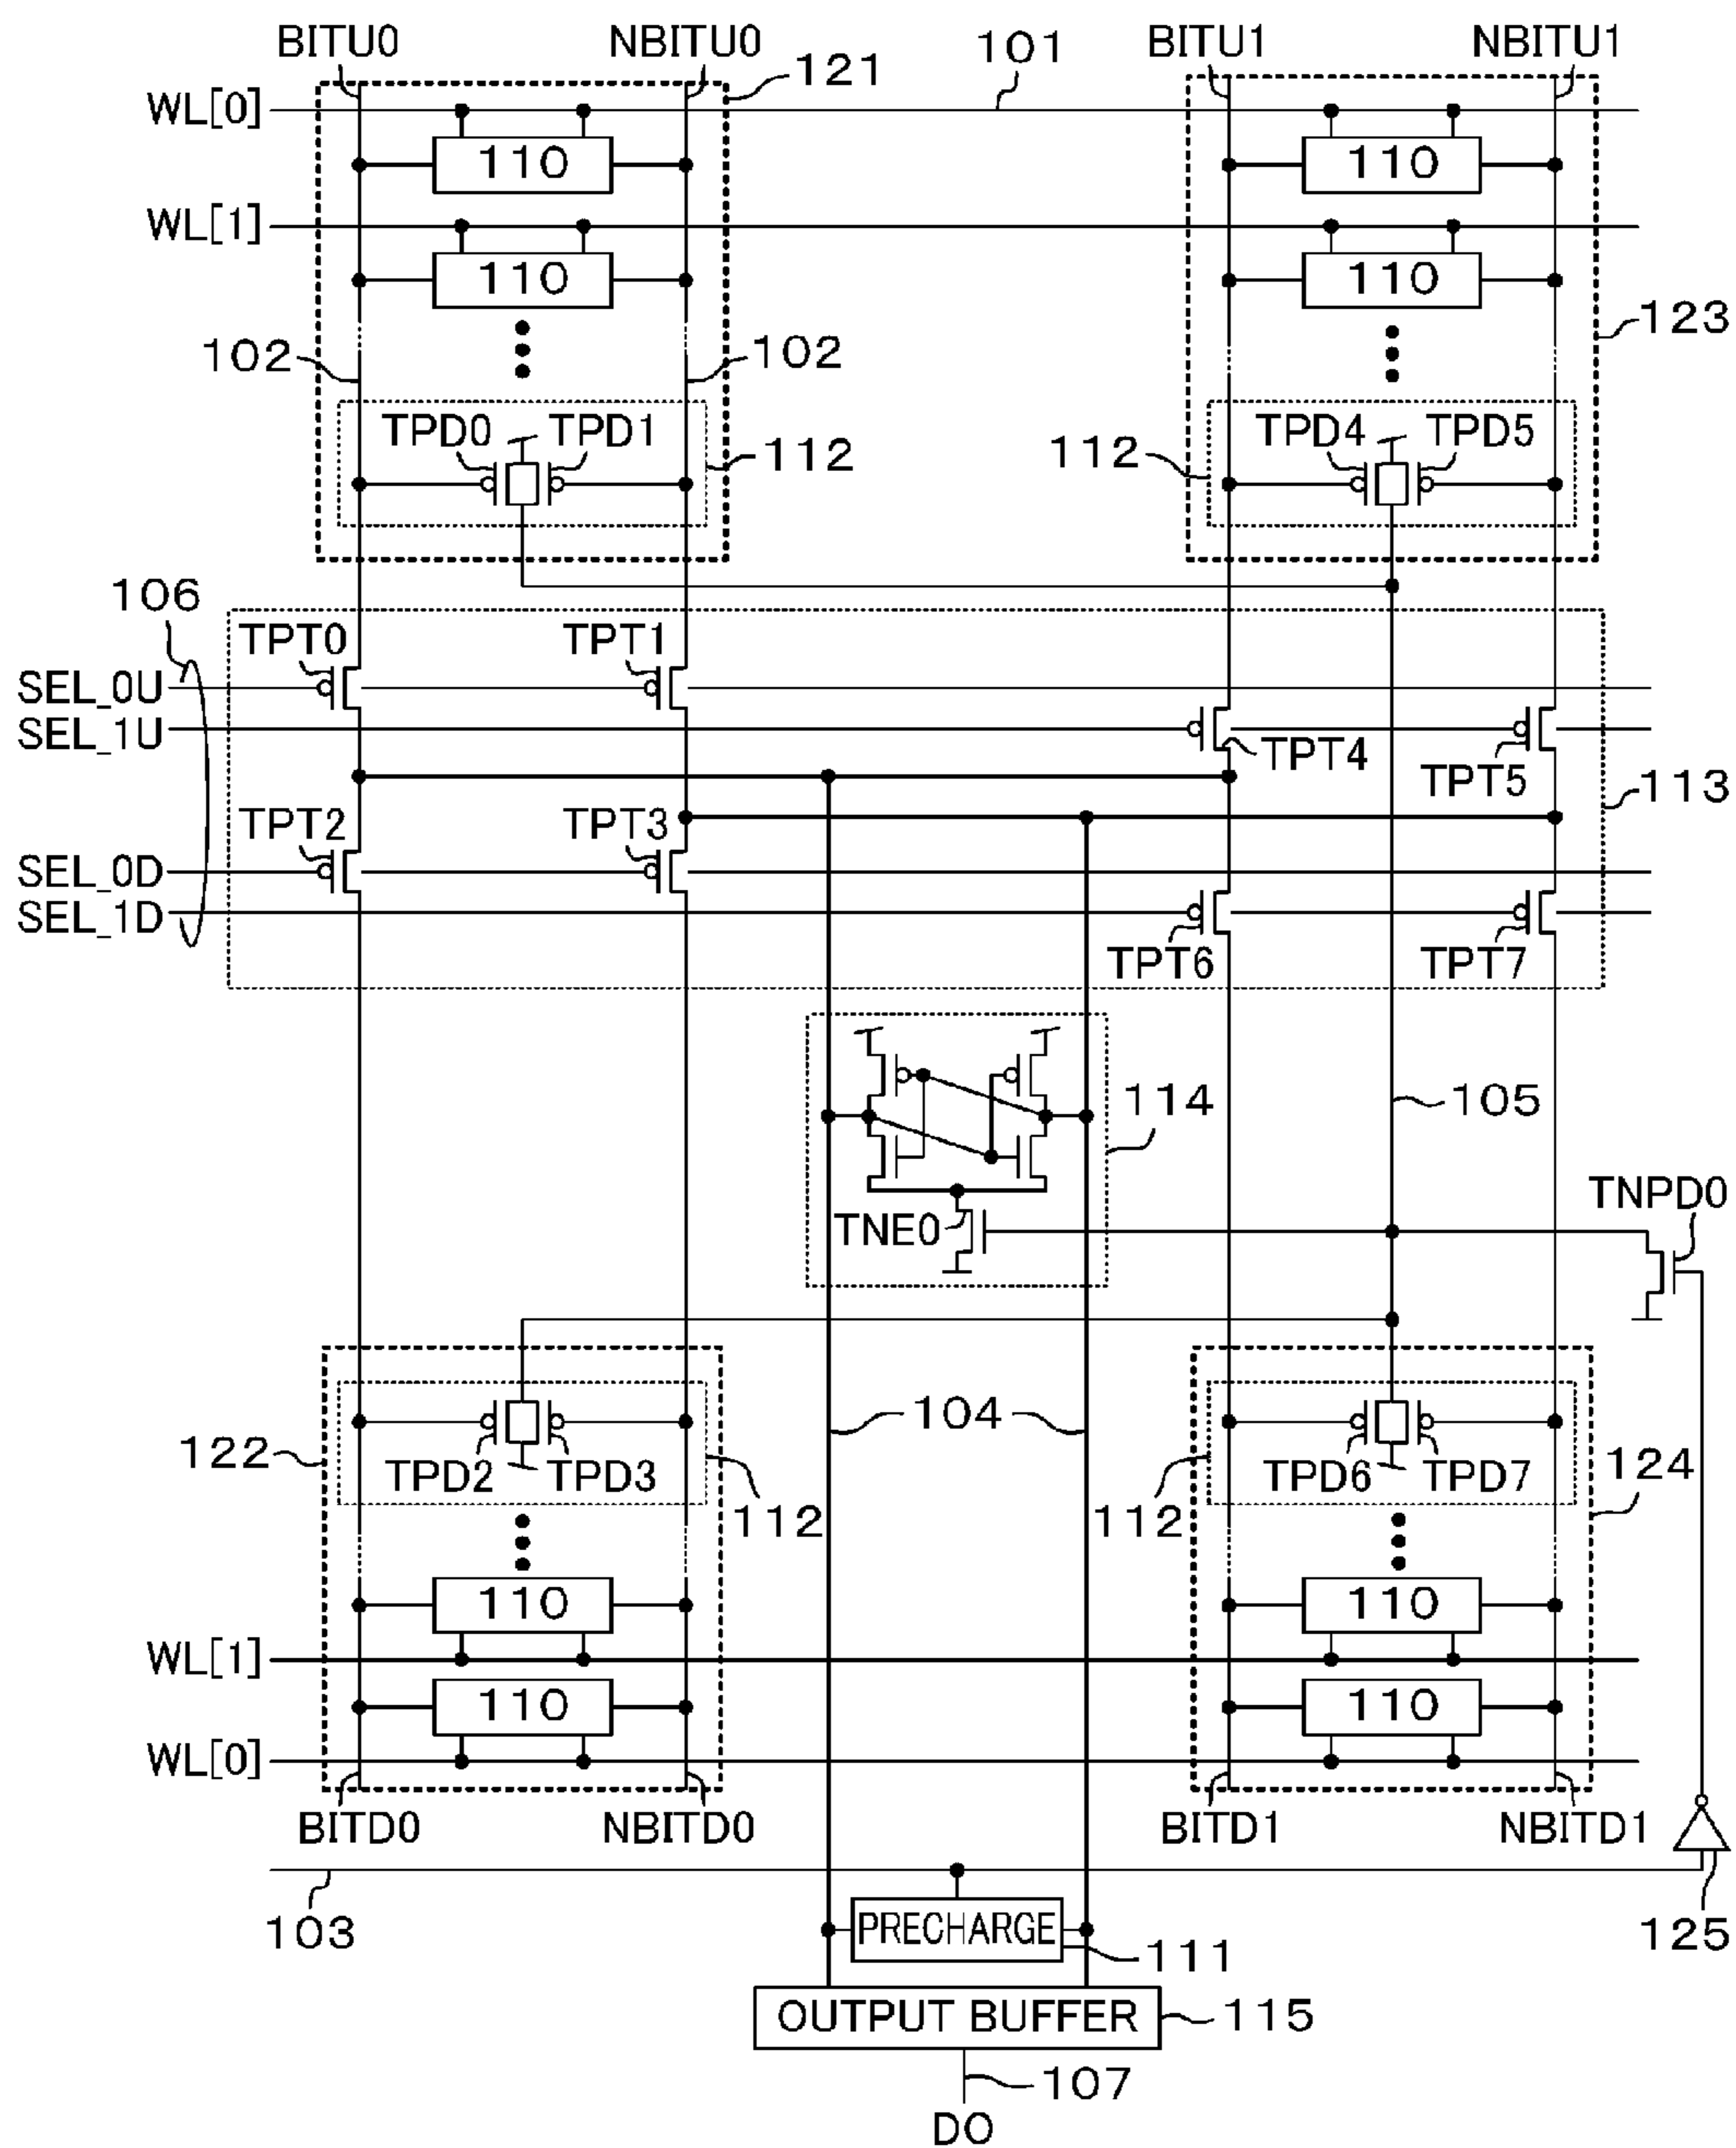 BITU0 NBITU0 BITU1 NBITU1
101
121
WL[0]
110 110
WL[1]
110 110
123
102 102
TPD0 TPD1 TPD4 TPD5
112 112
106
TPT0 TPT1
SEL_0U
SEL_1U
TPT4
TPT5
113
TPT2 TPT3
SEL_0D
SEL_1D
TPT6 TPT7
105
114
TNPD0
TNE0
104
122
TPD2 TPD3 TPD6 TPD7
124
112 112
110 110
WL[1]
110 110
WL[0]
BITD0 NBITD0 BITD1 NBITD1
103
PRECHARGE
111
125
OUTPUT BUFFER
115
107
DO